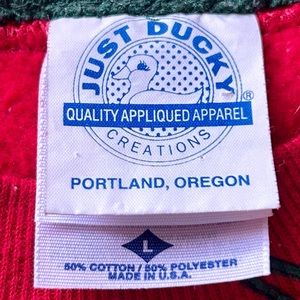 JUST DUCKY
®
QUALITY APPLIQUED APPAREL
CREATIONS
PORTLAND, OREGON
L
50% COTTON / 50% POLYESTER
MADE IN U.S.A.